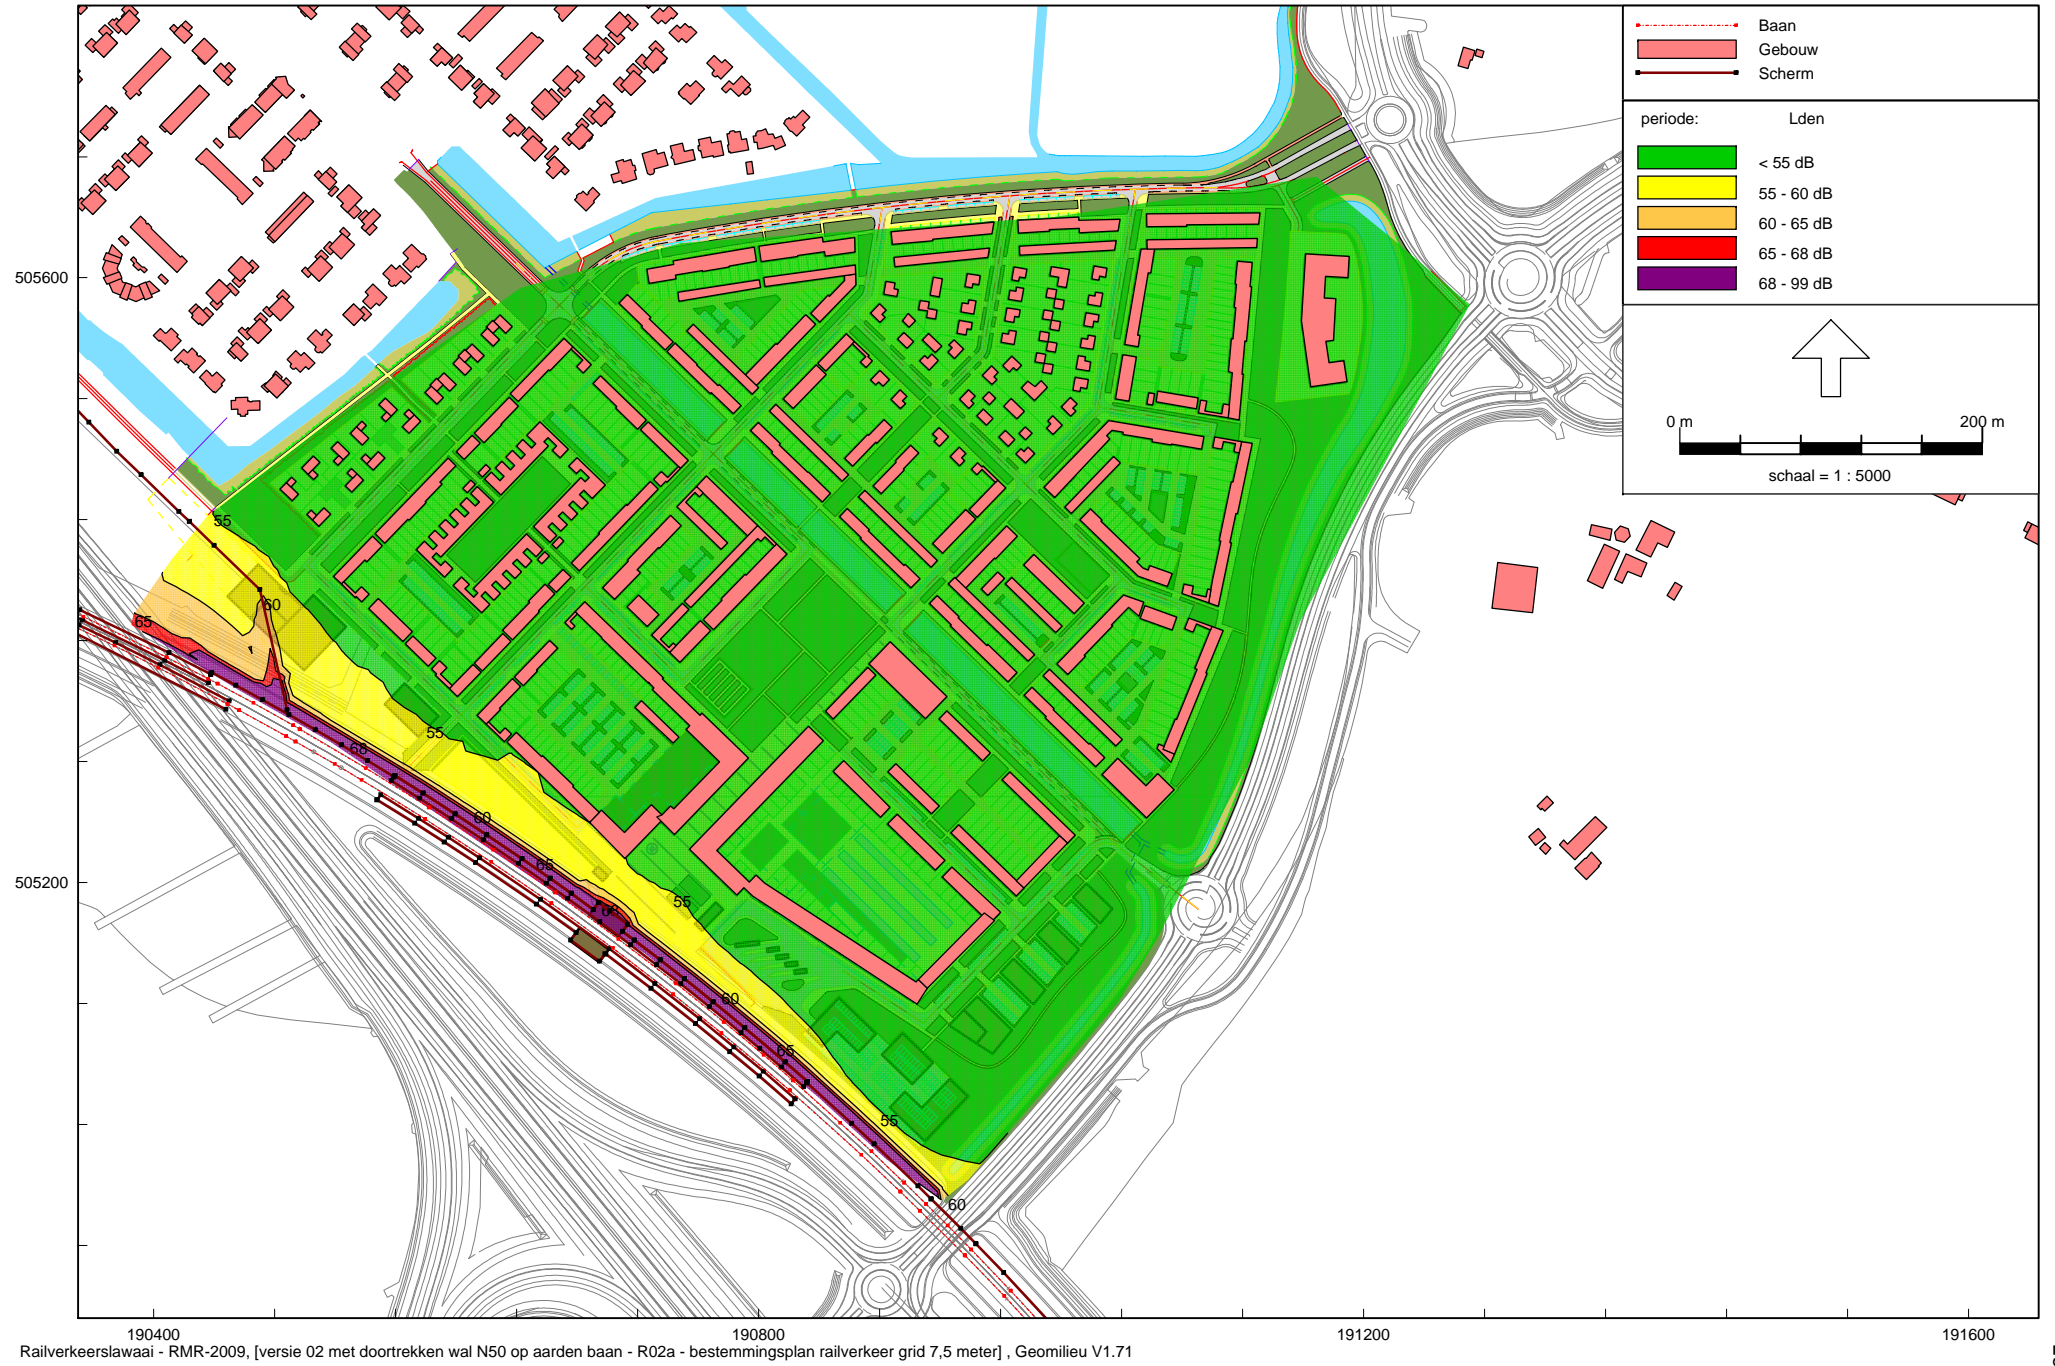 Baan
Gebouw
Scherm
periode: Lden
< 55 dB
55 - 60 dB
60 - 65 dB
65 - 68 dB
68 - 99 dB
0 m 200 m
schaal = 1 : 5000
505600
55
60
65
55
68
60
65
505200
55
68
60
65
55
60
190400 190800 191200 191600
Railverkeerslawaai - RMR-2009, [versie 02 met doortrekken wal N50 op aarden baan - R02a - bestemmingsplan railverkeer grid 7,5 meter] , Geomilieu V1.71